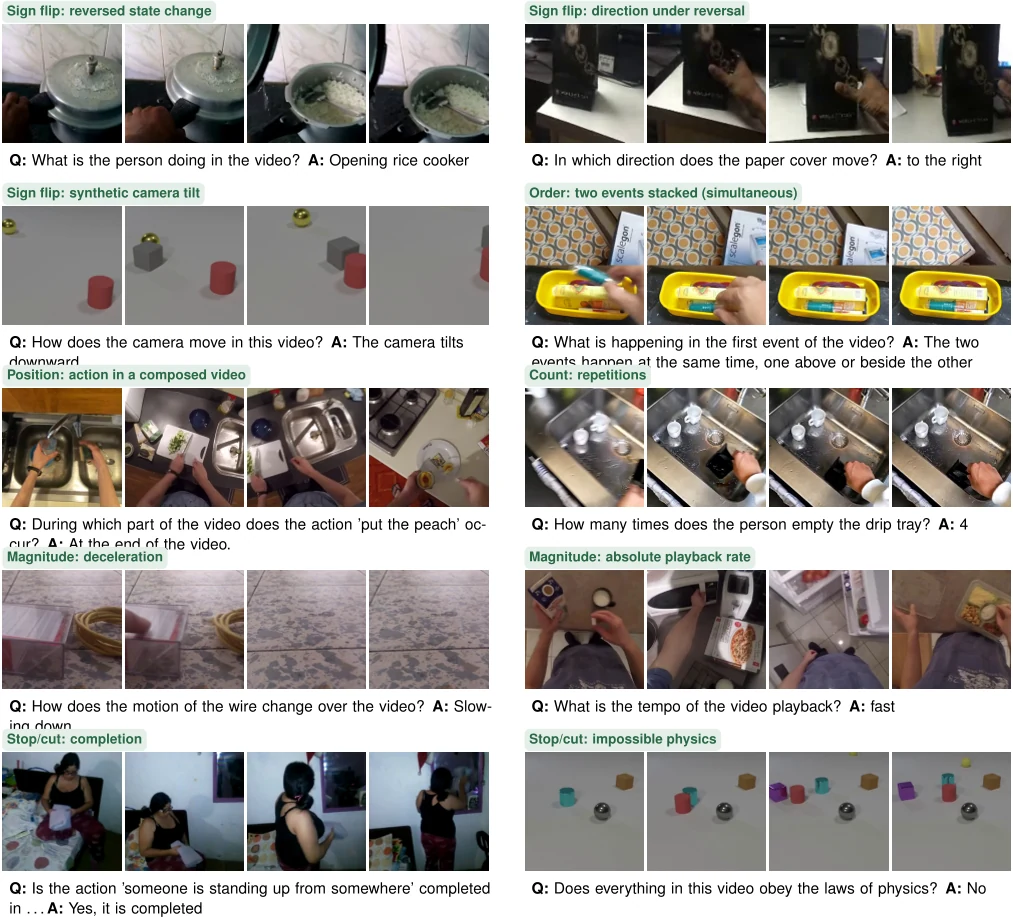 Sign flip: reversed state change
Q: What is the person doing in the video? A: Opening rice cooker
Sign flip: direction under reversal
Q: In which direction does the paper cover move? A: to the right
Sign flip: synthetic camera tilt
Q: How does the camera move in this video? A: The camera tilts
downward
Order: two events stacked (simultaneous)
scalegon
scalegon
scalegon
Q: What is happening in the first event of the video? A: The two
events happen at the same time, one above or beside the other
Position: action in a composed video
Q: During which part of the video does the action 'put the peach' oc-
cur? A: At the end of the video.
Count: repetitions
Q: How many times does the person empty the drip tray? A: 4
Magnitude: deceleration
Q: How does the motion of the wire change over the video? A: Slow-
ing down
Magnitude: absolute playback rate
Q: What is the tempo of the video playback? A: fast
Stop/cut: completion
Q: Is the action 'someone is standing up from somewhere' completed
in ... A: Yes, it is completed
Stop/cut: impossible physics
Q: Does everything in this video obey the laws of physics? A: No